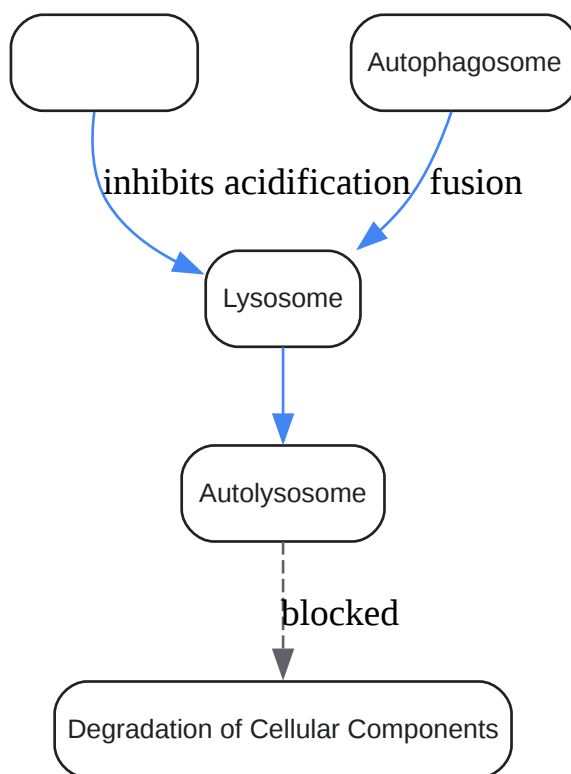 Autophagosome
inhibits acidification
fusion
Lysosome
Autolysosome
blocked
Degradation of Cellular Components